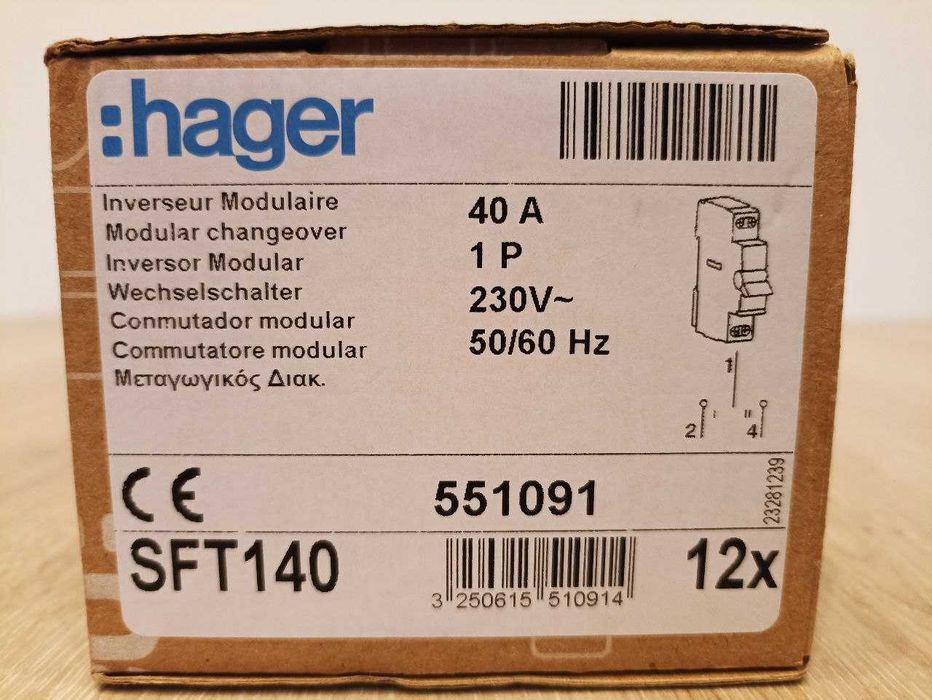 :hager
Inverseur Modulaire
Modular changeover
Inversor Modular
Wechselschalter
Conmutador modular
Commutatore modular
Μεταγωγικός Διακ.
40 A
1 P
230V~
50/60 Hz
1
2 I II 4
CE
551091
23281239
SFT140
3 250615 510914
12x